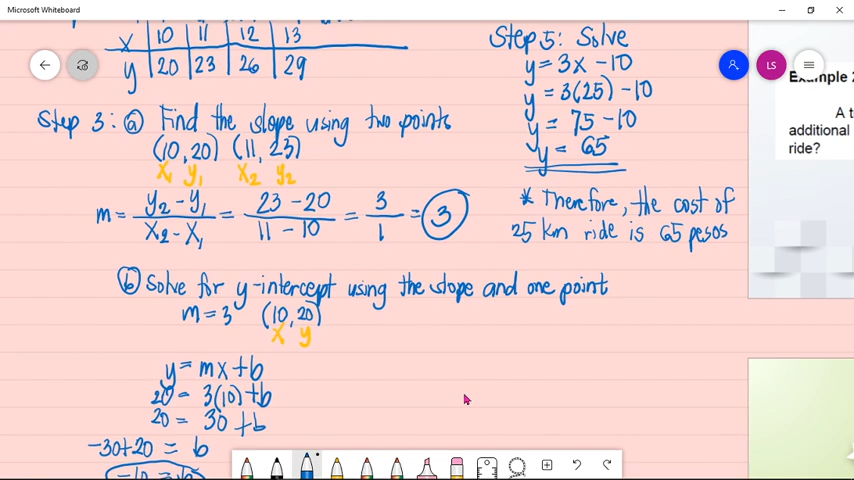 Microsoft Whiteboard
x 10 11 12 13
y 20 23 26 29
Step 3: (a) Find the slope using two points
(10, 20) (11, 23)
x₁ y₁ x₂ y₂
m = y₂ - y₁ / x₂ - x₁ = 23 - 20 / 11 - 10 = 3 / 1 = 3
(b) Solve for y-intercept using the slope and one point
m = 3 (10, 20)
x y
y = mx + b
20 = 3(10) + b
20 = 30 + b
-30 + 20 = b
-10 = b
Step 5: Solve
y = 3x - 10
y = 3(25) - 10
y = 75 - 10
y = 65
* Therefore, the cost of
25 km ride is 65 pesos
LS
Example 2
A t
additional
ride?